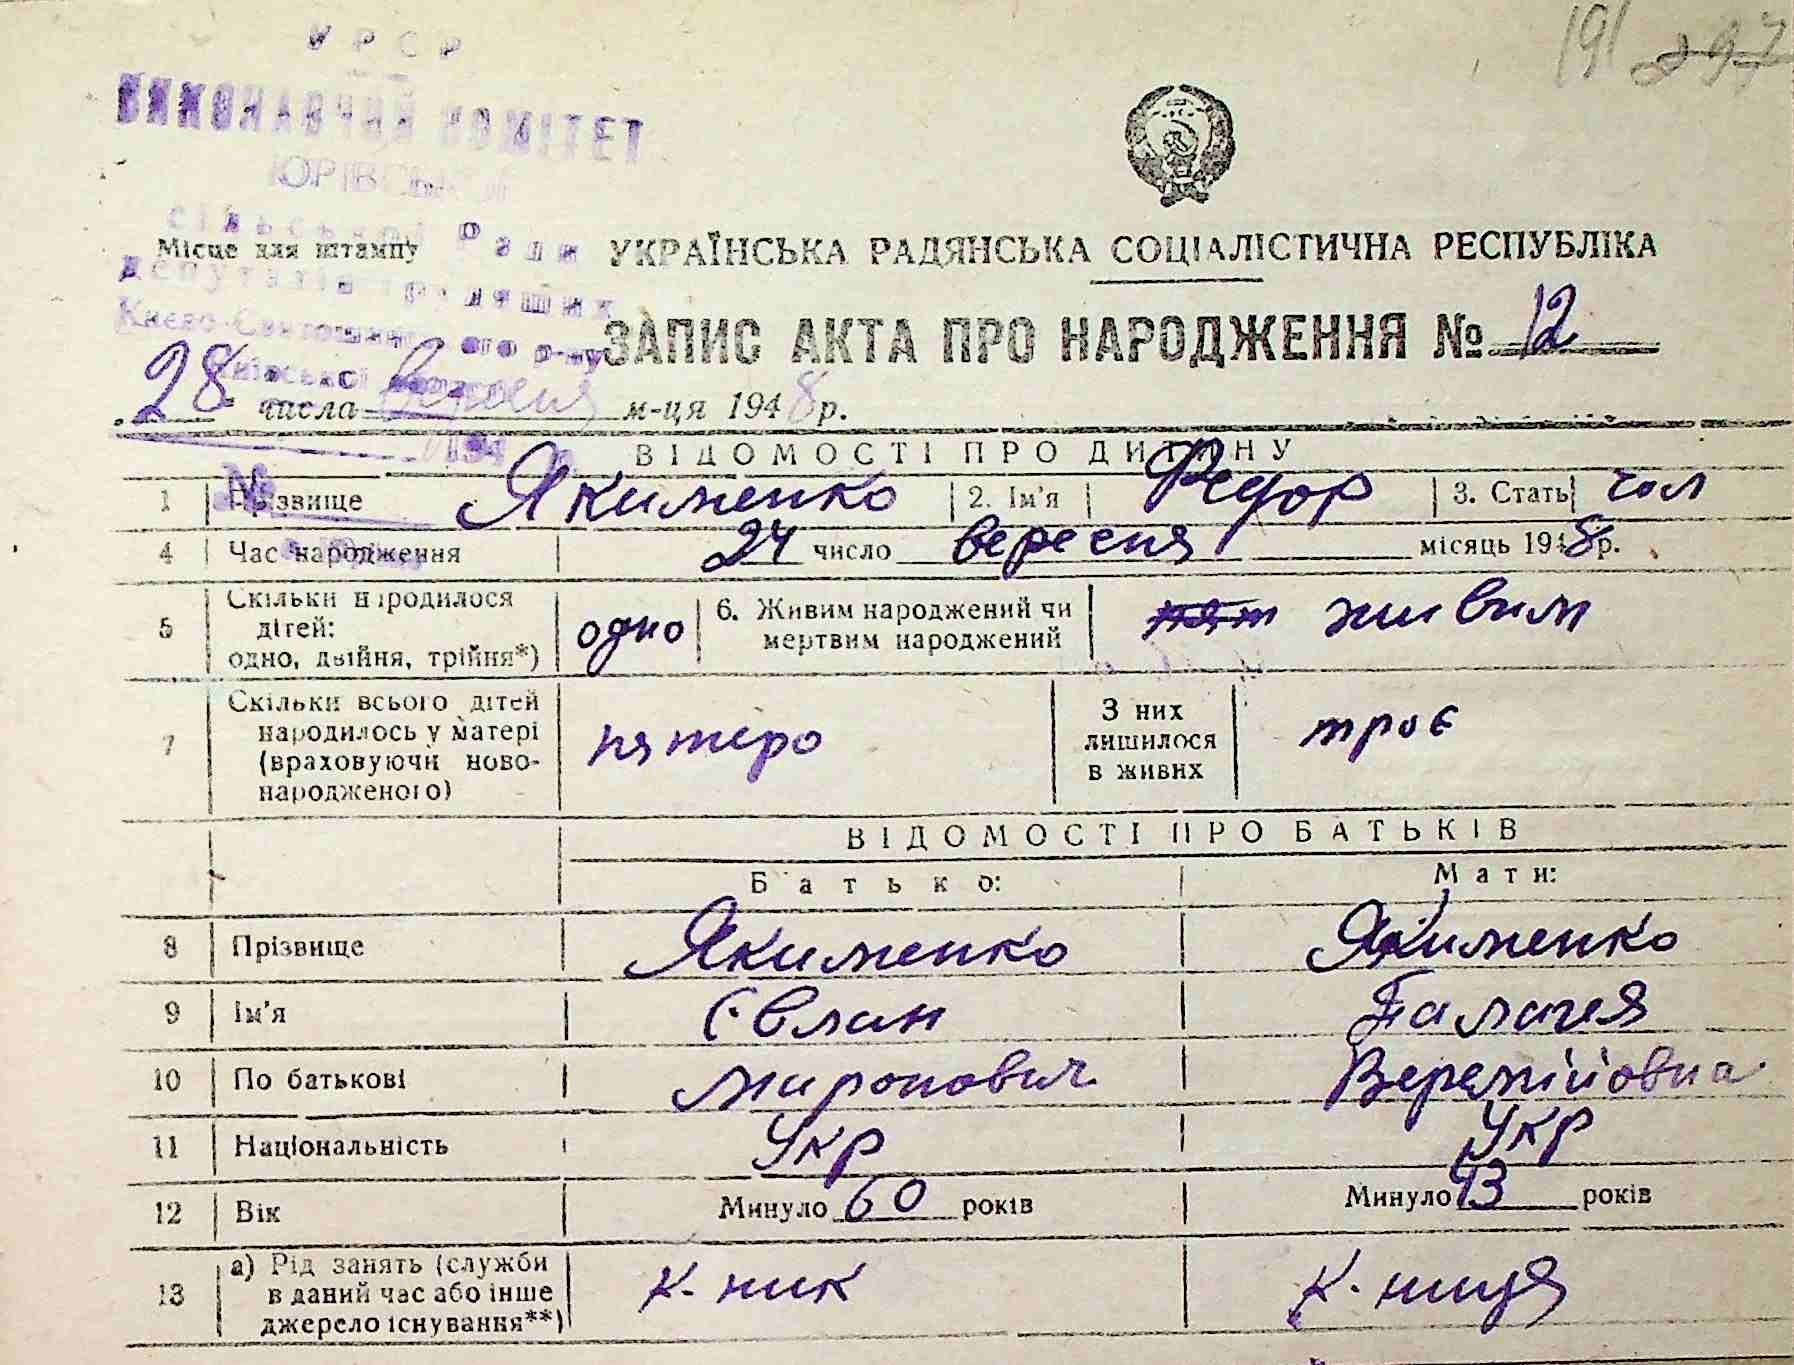 191 297
УРСР
ВИКОНАВЧИЙ КОМІТЕТ
ЮРІВСЬКОЇ
сільської Ради
депутатів трудящих
Місце для штампу
УКРАЇНСЬКА РАДЯНСЬКА СОЦІАЛІСТИЧНА РЕСПУБЛІКА
Києво-Святошинського р-ну
ЗАПИС АКТА ПРО НАРОДЖЕННЯ № 12
„28" числа вересня м-ця 1948 р.
ВІДОМОСТІ ПРО ДИТИНУ
1 Прізвище Якименко 2. Ім'я Федор 3. Стать чол
4 Час народження 24 число вересня місяць 1948 р.
5 Скільки народилося дітей: одно, двійня, трійня*) одно 6. Живим народжений чи мертвим народжений живим
7 Скільки всього дітей народилось у матері (враховуючи ново-народженого) пятеро З них лишилося в живих троє
ВІДОМОСТІ ПРО БАТЬКІВ
Батько: Мати:
8 Прізвище Якименко Якименко
9 Ім'я Євлан Палагея
10 По батькові Миронович Веремійовна
11 Національність Укр Укр
12 Вік Минуло 60 років Минуло 43 років
13 а) Рід занять (служби в даний час або інше джерело існування**) к-ник к-ниця